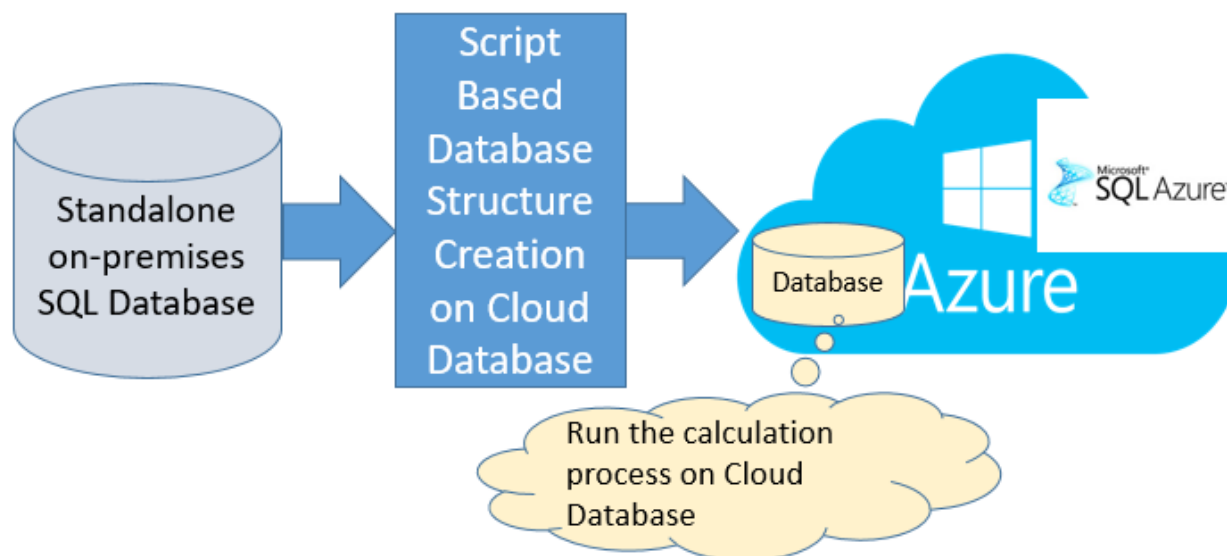 Standalone
on-premises
SQL Database
Script
Based
Database
Structure
Creation
on Cloud
Database
Microsoft®
SQL Azure™
Database
Azure
Run the calculation
process on Cloud
Database